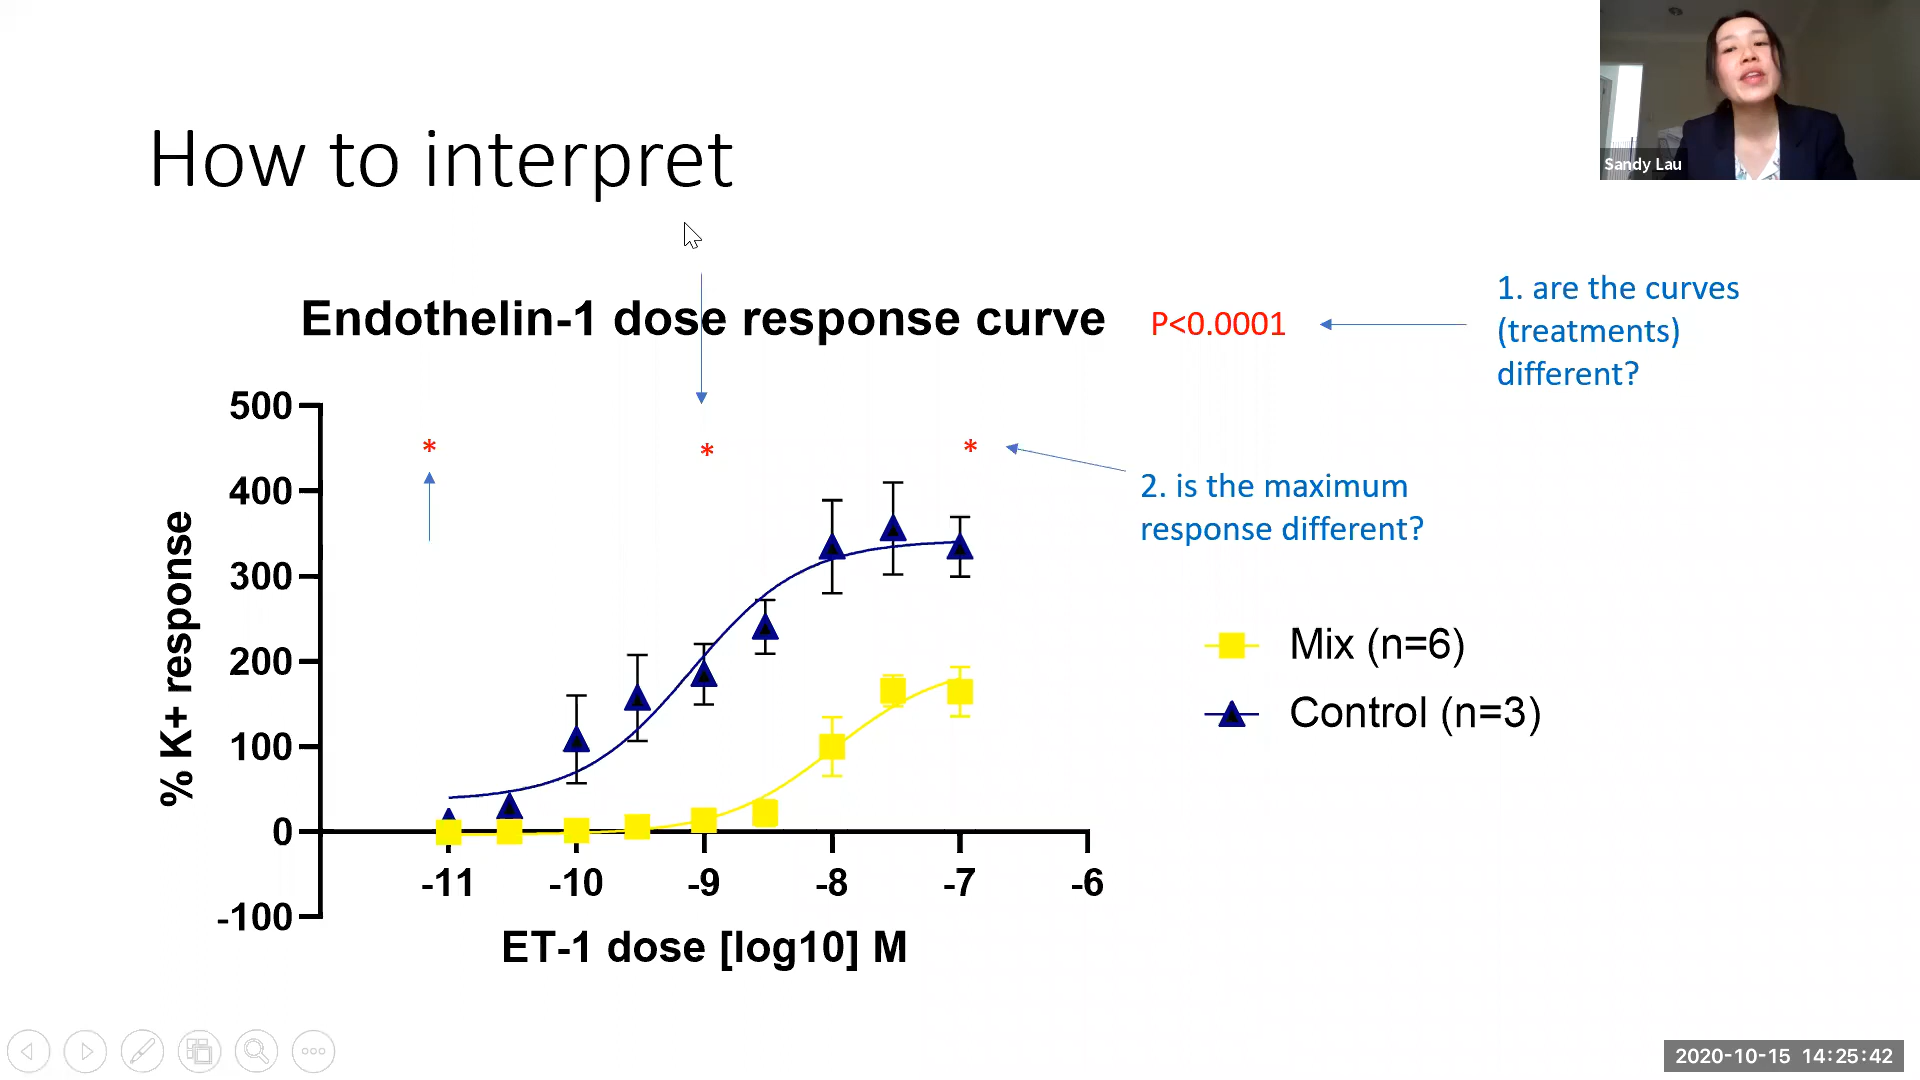 Sandy Lau
How to interpret
Endothelin-1 dose response curve
P<0.0001
1. are the curves
(treatments)
different?
500
400
300
200
100
0
-100
*
*
*
2. is the maximum
response different?
% K+ response
Mix (n=6)
Control (n=3)
-11
-10
-9
-8
-7
-6
ET-1 dose [log10] M
2020-10-15 14:25:42